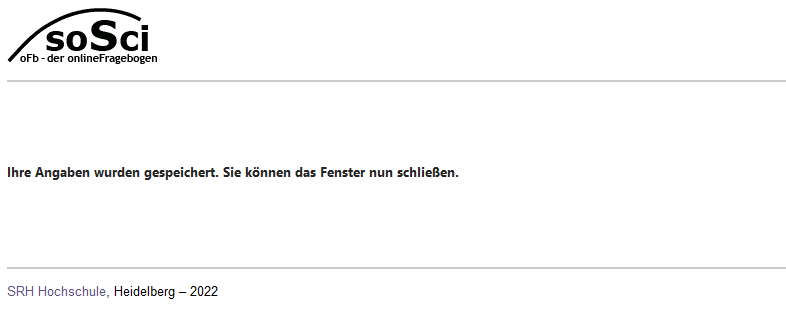 soSci
oFb - der onlineFragebogen
Ihre Angaben wurden gespeichert. Sie können das Fenster nun schließen.
SRH Hochschule, Heidelberg – 2022